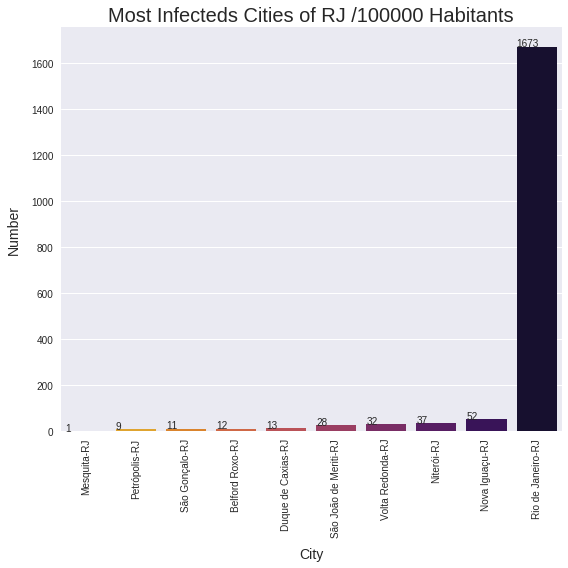 Most Infecteds Cities of RJ /100000 Habitants
Number
1600
1400
1200
1000
800
600
400
200
0
1
9
11
12
13
28
32
37
52
1673
Mesquita-RJ
Petrópolis-RJ
São Gonçalo-RJ
Belford Roxo-RJ
Duque de Caxias-RJ
São João de Meriti-RJ
Volta Redonda-RJ
Niterói-RJ
Nova Iguaçu-RJ
Rio de Janeiro-RJ
City